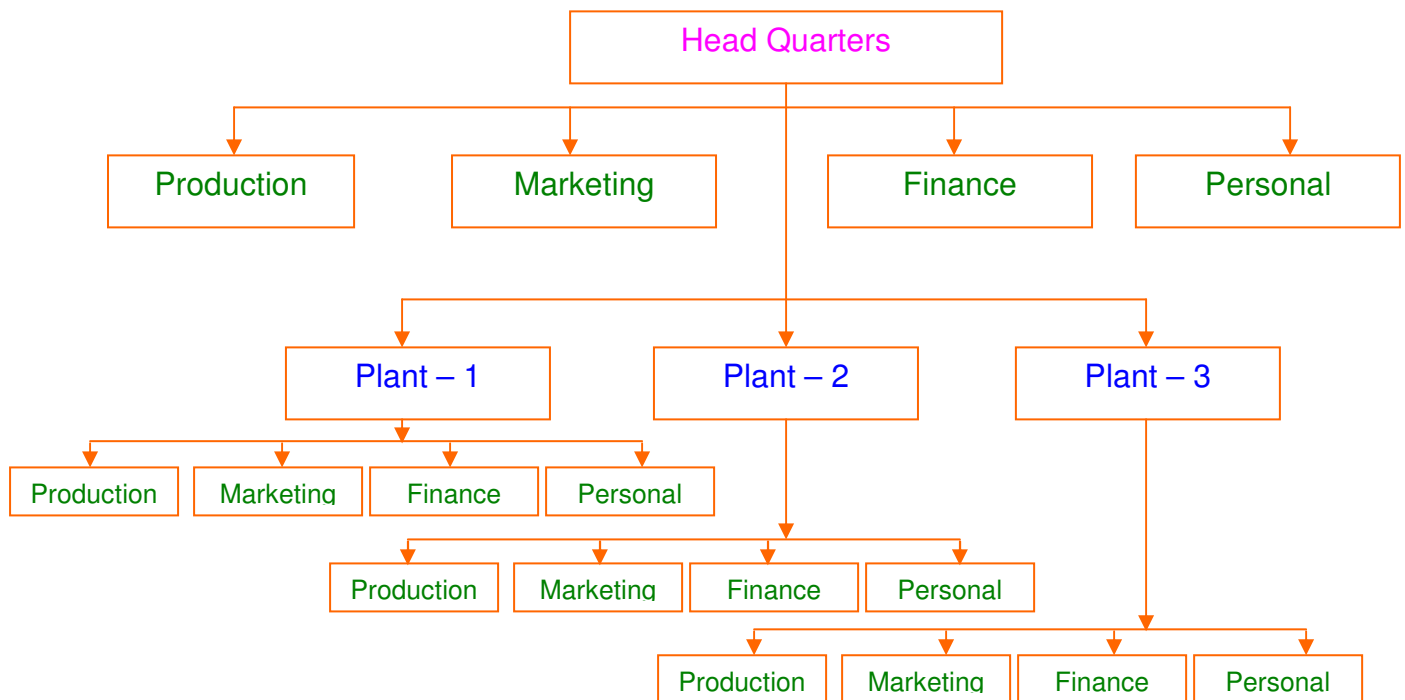 Head Quarters
Production Marketing Finance Personal
Plant – 1 Plant – 2 Plant – 3
Production Marketing Finance Personal
Production Marketing Finance Personal
Production Marketing Finance Personal